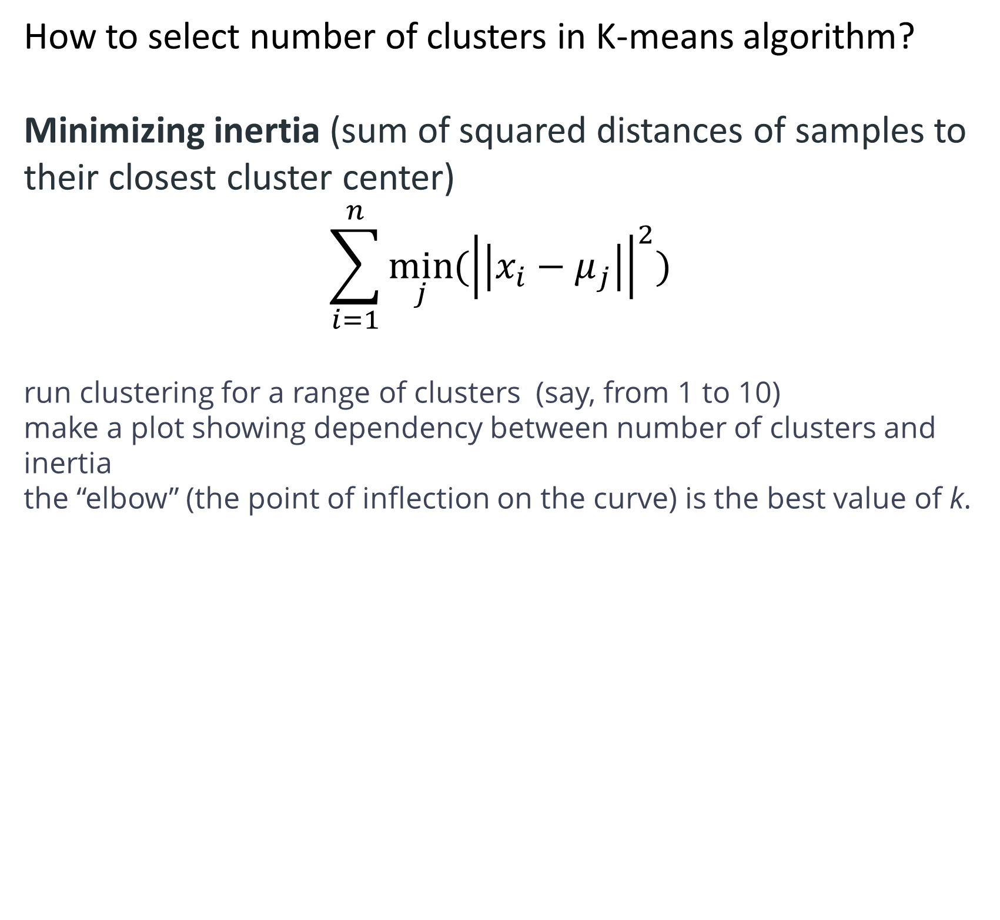 How to select number of clusters in K-means algorithm?
Minimizing inertia (sum of squared distances of samples to
their closest cluster center)
n
∑ min(||x_i − μ_j||^2)
j
i=1
run clustering for a range of clusters  (say, from 1 to 10)
make a plot showing dependency between number of clusters and
inertia
the “elbow” (the point of inflection on the curve) is the best value of k.